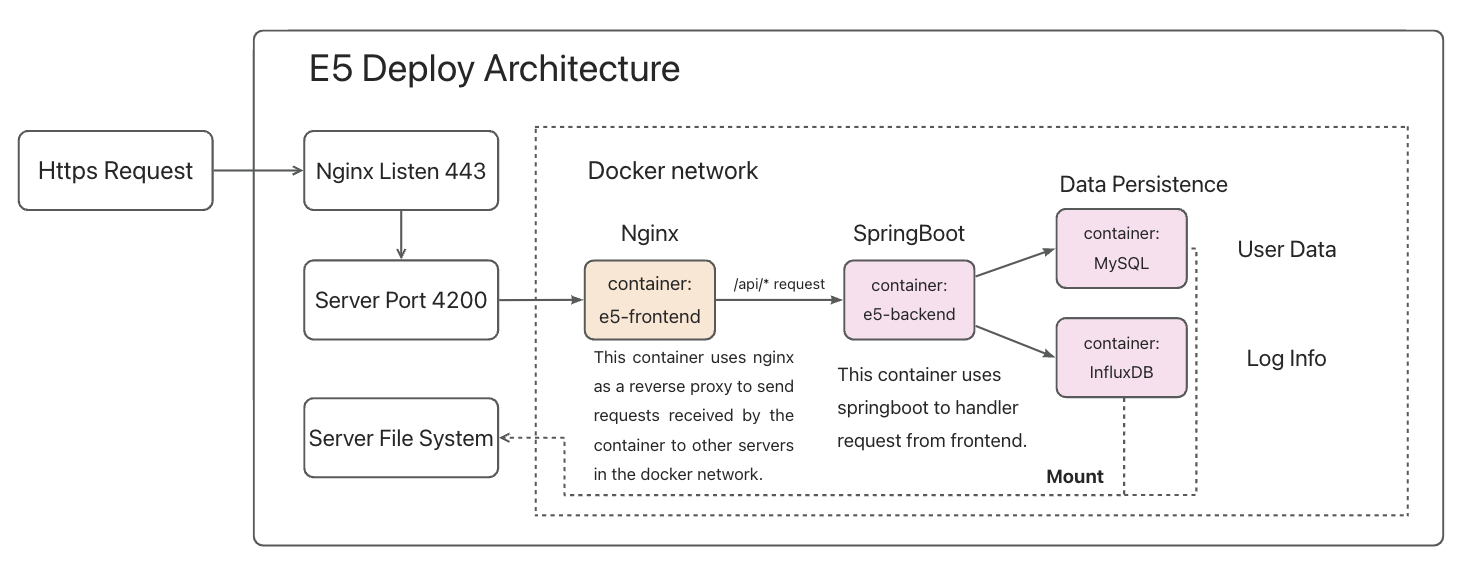 E5 Deploy Architecture
Https Request
Nginx Listen 443
Server Port 4200
Server File System
Docker network
Nginx
container:
e5-frontend
This container uses nginx
as a reverse proxy to send
requests received by the
container to other servers
in the docker network.
/api/* request
SpringBoot
container:
e5-backend
This container uses
springboot to handler
request from frontend.
Data Persistence
container:
MySQL
User Data
container:
InfluxDB
Log Info
Mount